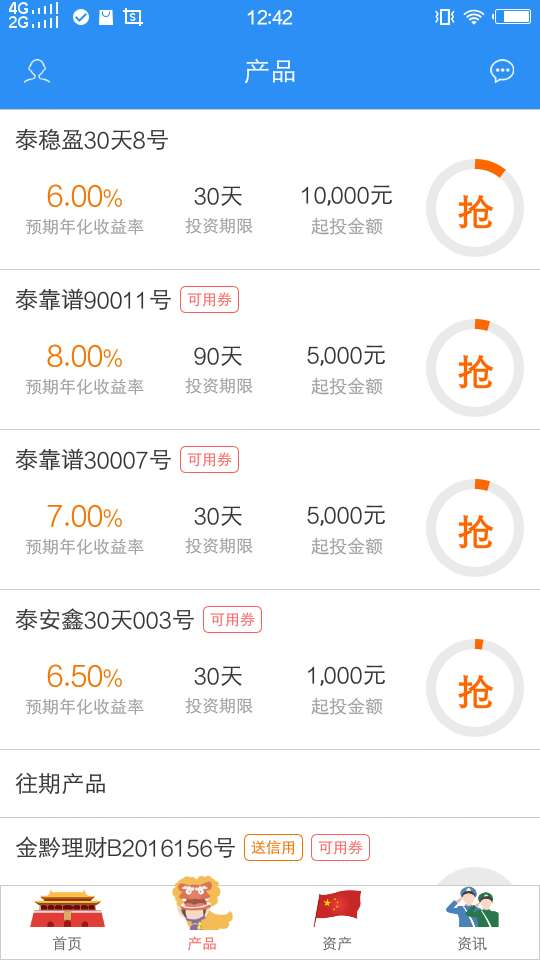 4G
2G
12:42
产品
泰稳盈30天8号
6.00% 30天 10,000元
预期年化收益率 投资期限 起投金额
抢
泰靠谱90011号 可用券
8.00% 90天 5,000元
预期年化收益率 投资期限 起投金额
抢
泰靠谱30007号 可用券
7.00% 30天 5,000元
预期年化收益率 投资期限 起投金额
抢
泰安鑫30天003号 可用券
6.50% 30天 1,000元
预期年化收益率 投资期限 起投金额
抢
往期产品
金黔理财B2016156号 送信用 可用券
首页 产品 资产 资讯